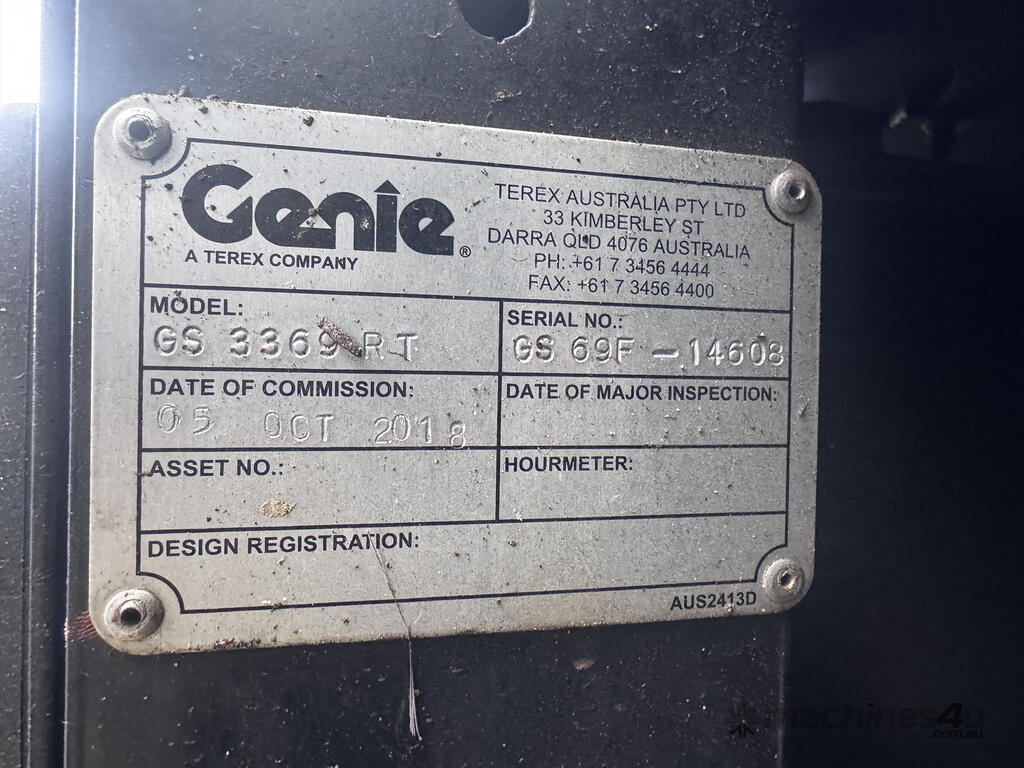 Genie®
A TEREX COMPANY
TEREX AUSTRALIA PTY LTD
33 KIMBERLEY ST
DARRA QLD 4076 AUSTRALIA
PH: +61 7 3456 4444
FAX: +61 7 3456 4400
MODEL:
GS 3369 RT
SERIAL NO.:
GS 69F - 14608
DATE OF COMMISSION:
05 OCT 2018
DATE OF MAJOR INSPECTION:
ASSET NO.:
HOURMETER:
DESIGN REGISTRATION:
AUS2413D
machines4u
.com.au